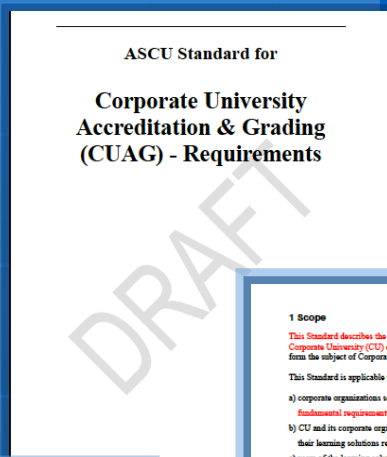 ASCU Standard for
Corporate University
Accreditation & Grading
(CUAG) - Requirements
DRAFT
1 Scope
This Standard describes the
Corporate University (CU)
form the subject of Corpora
This Standard is applicable
a) corporate organizations s
fundamental requirement
b) CU and its corporate orga
their learning solutions re